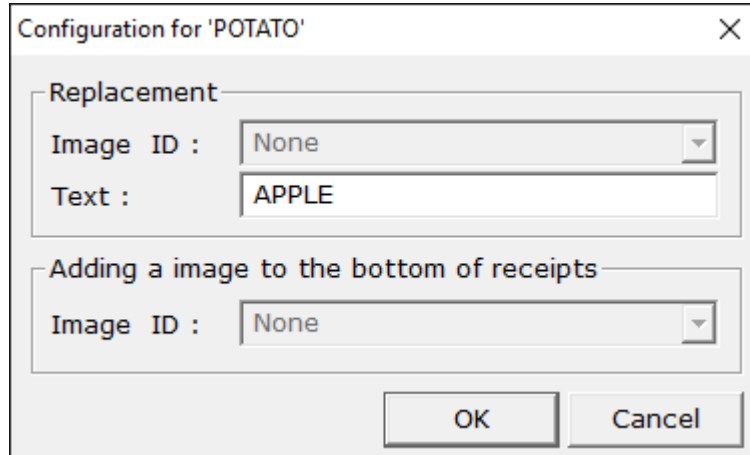 Configuration for 'POTATO'
Replacement
Image ID : None
Text : APPLE
Adding a image to the bottom of receipts
Image ID : None
OK Cancel